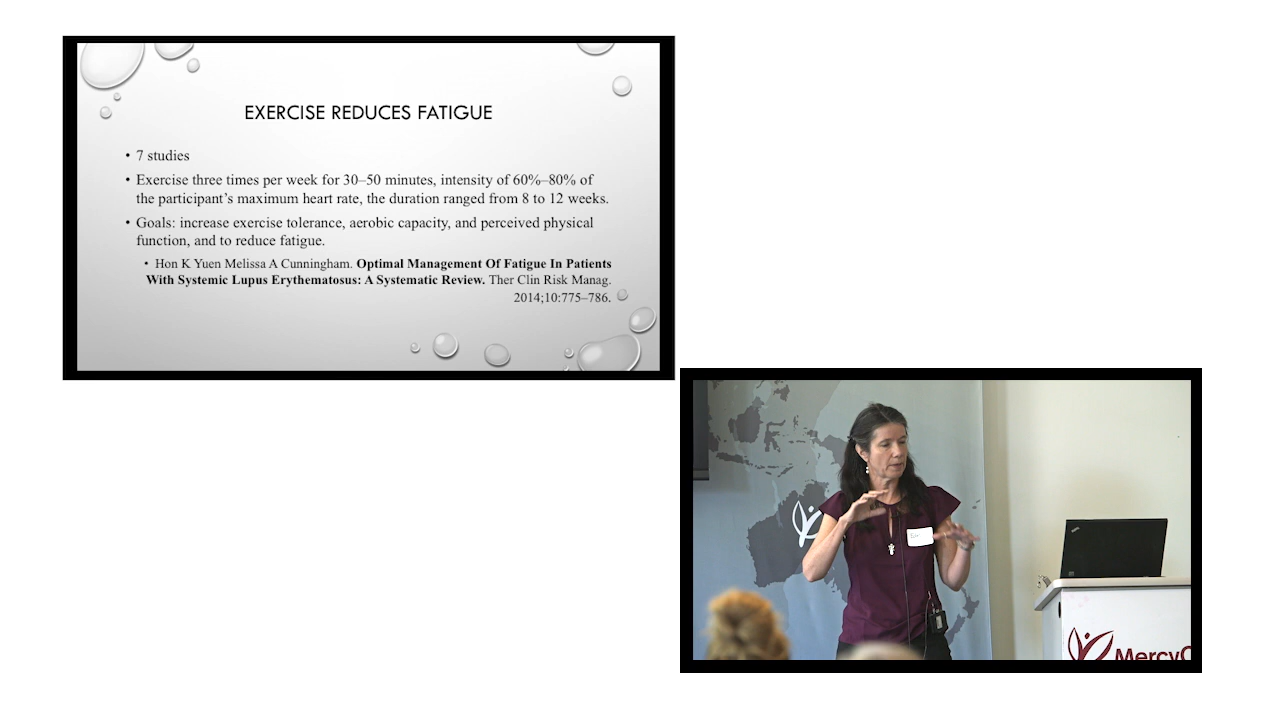 EXERCISE REDUCES FATIGUE
• 7 studies
• Exercise three times per week for 30–50 minutes, intensity of 60%–80% of
the participant's maximum heart rate, the duration ranged from 8 to 12 weeks.
• Goals: increase exercise tolerance, aerobic capacity, and perceived physical
function, and to reduce fatigue.
• Hon K Yuen Melissa A Cunningham. Optimal Management Of Fatigue In Patients
With Systemic Lupus Erythematosus: A Systematic Review. Ther Clin Risk Manag.
2014;10:775–786.
MercyC